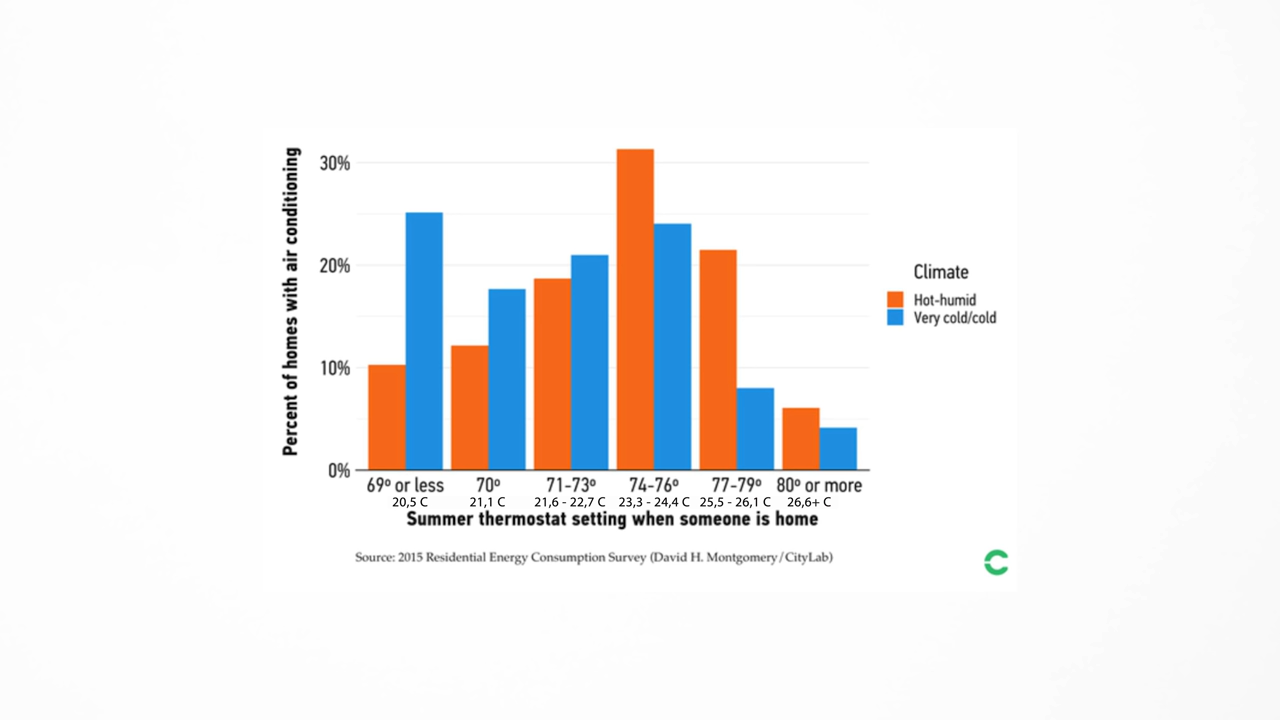 Percent of homes with air conditioning
30%
20%
10%
0%
69º or less
70º
71-73º
74-76º
77-79º
80º or more
20,5 C
21,1 C
21,6 - 22,7 C
23,3 - 24,4 C
25,5 - 26,1 C
26,6+ C
Summer thermostat setting when someone is home
Climate
Hot-humid
Very cold/cold
Source: 2015 Residential Energy Consumption Survey (David H. Montgomery/CityLab)